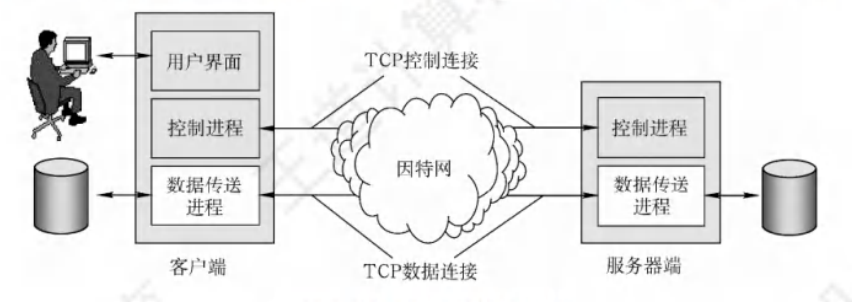 用户界面
TCP控制连接
控制进程
控制进程
因特网
数据传送
进程
数据传送
进程
客户端
TCP数据连接
服务器端